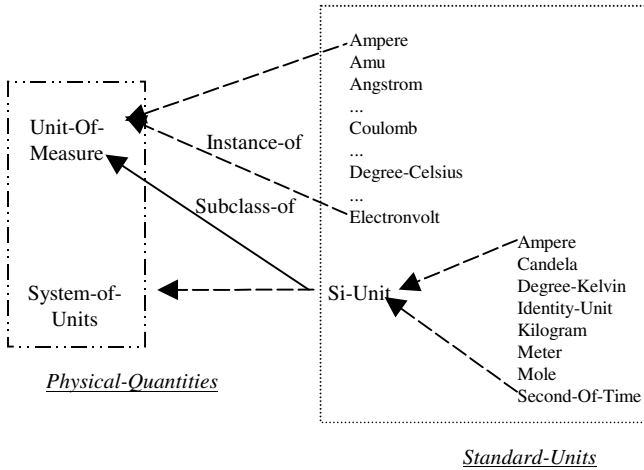 Unit-Of-
Measure
System-of-
Units
Physical-Quantities
Instance-of
Subclass-of
Ampere
Amu
Angstrom
...
Coulomb
...
Degree-Celsius
...
Electronvolt
Si-Unit
Ampere
Candela
Degree-Kelvin
Identity-Unit
Kilogram
Meter
Mole
Second-Of-Time
Standard-Units